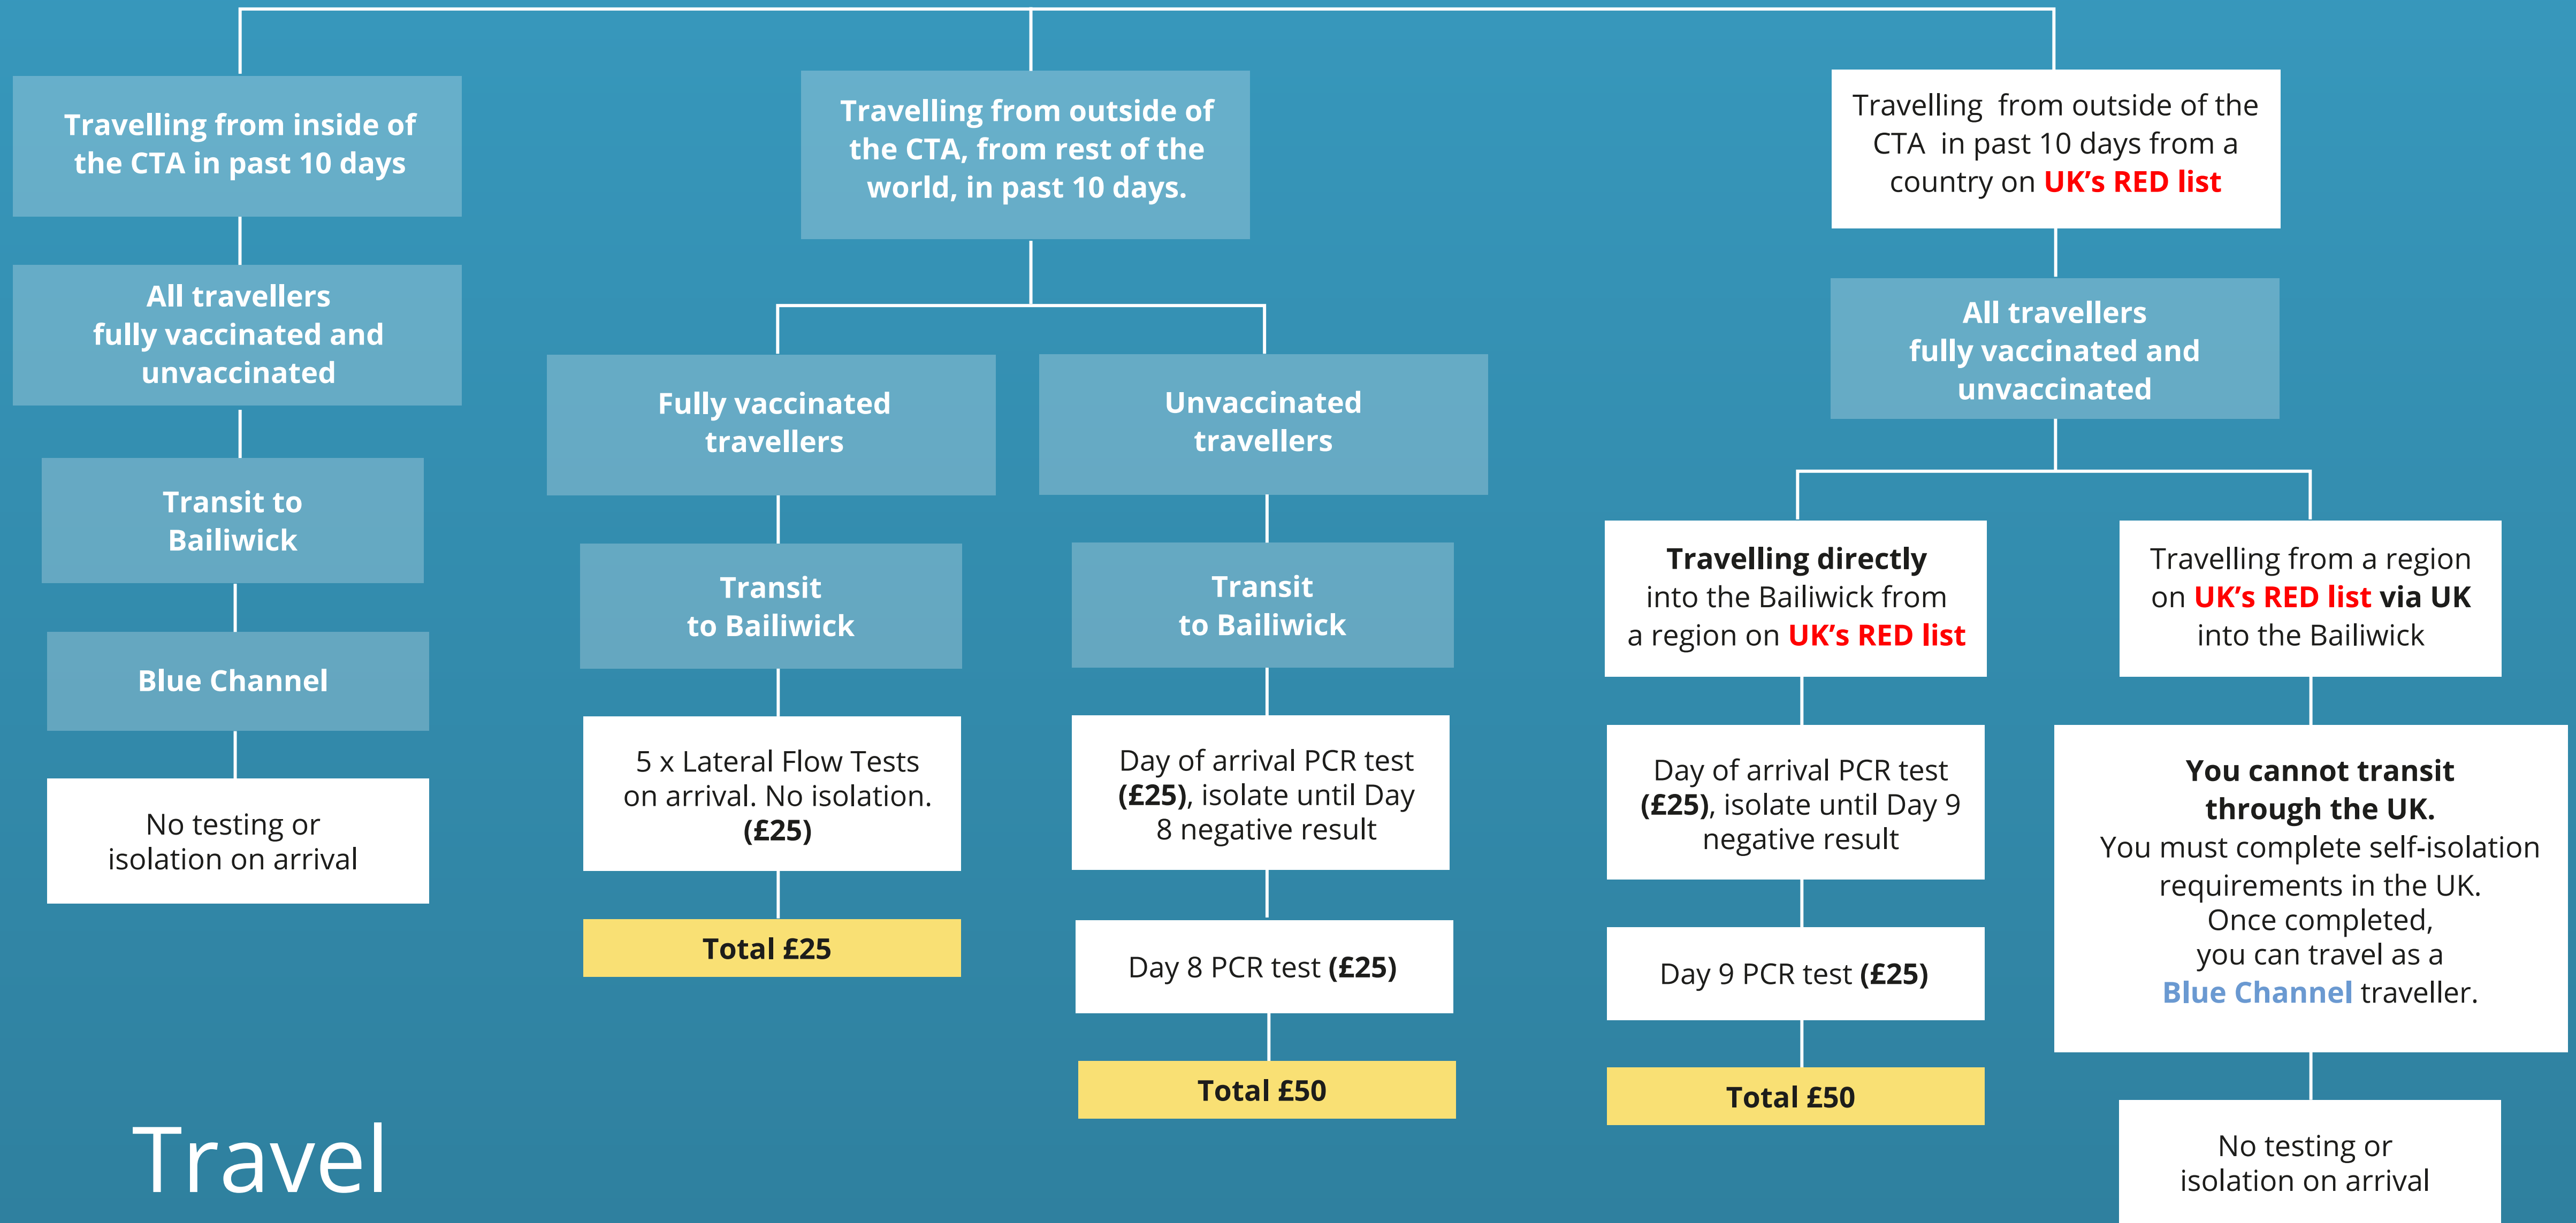 Travelling from inside of
the CTA in past 10 days
All travellers
fully vaccinated and
unvaccinated
Transit to
Bailiwick
Blue Channel
No testing or
isolation on arrival
Travelling from outside of
the CTA, from rest of the
world, in past 10 days.
Fully vaccinated
travellers
Transit
to Bailiwick
5 x Lateral Flow Tests
on arrival. No isolation.
(£25)
Total £25
Unvaccinated
travellers
Transit
to Bailiwick
Day of arrival PCR test
(£25), isolate until Day
8 negative result
Day 8 PCR test (£25)
Total £50
Travelling from outside of the
CTA in past 10 days from a
country on UK’s RED list
All travellers
fully vaccinated and
unvaccinated
Travelling directly
into the Bailiwick from
a region on UK’s RED list
Day of arrival PCR test
(£25), isolate until Day 9
negative result
Day 9 PCR test (£25)
Total £50
Travelling from a region
on UK’s RED list via UK
into the Bailiwick
You cannot transit
through the UK.
You must complete self-isolation
requirements in the UK.
Once completed,
you can travel as a
Blue Channel traveller.
No testing or
isolation on arrival
Travel